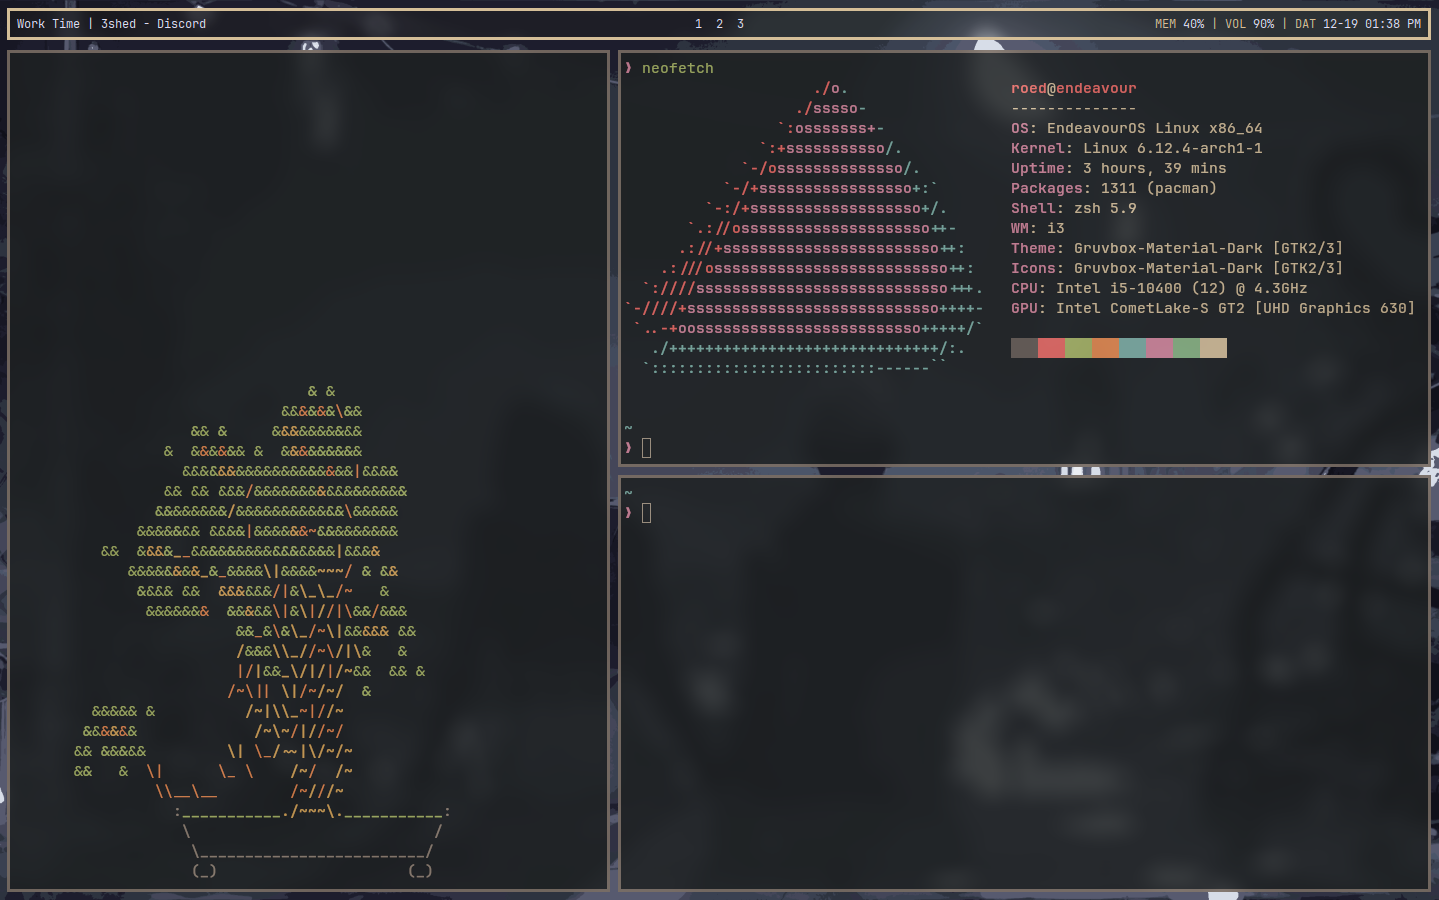 Work Time | 3shed - Discord
1 2 3
MEM 40% | VOL 90% | DAT 12-19 01:38 PM
❱ neofetch
roed@endeavour
--------------
OS: EndeavourOS Linux x86_64
Kernel: Linux 6.12.4-arch1-1
Uptime: 3 hours, 39 mins
Packages: 1311 (pacman)
Shell: zsh 5.9
WM: i3
Theme: Gruvbox-Material-Dark [GTK2/3]
Icons: Gruvbox-Material-Dark [GTK2/3]
CPU: Intel i5-10400 (12) @ 4.3GHz
GPU: Intel CometLake-S GT2 [UHD Graphics 630]
~
❱
~
❱